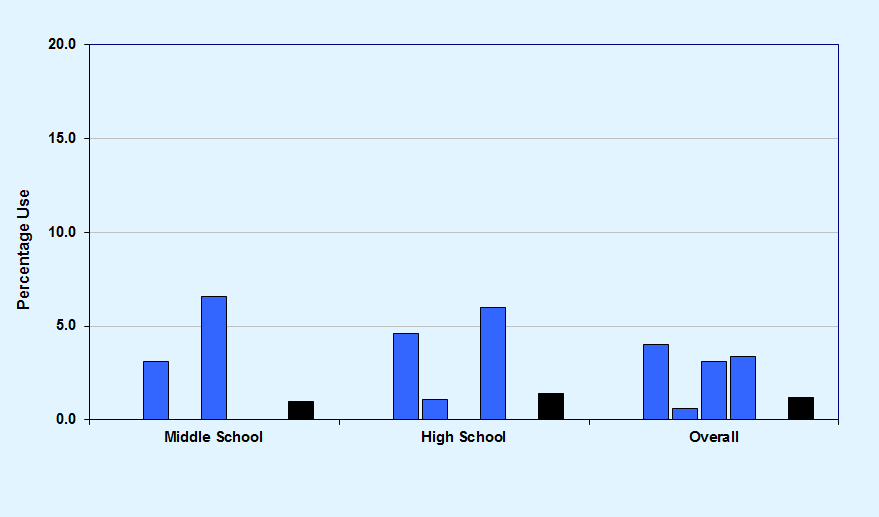 20.0
15.0
10.0
5.0
0.0
Percentage Use
Middle School
High School
Overall